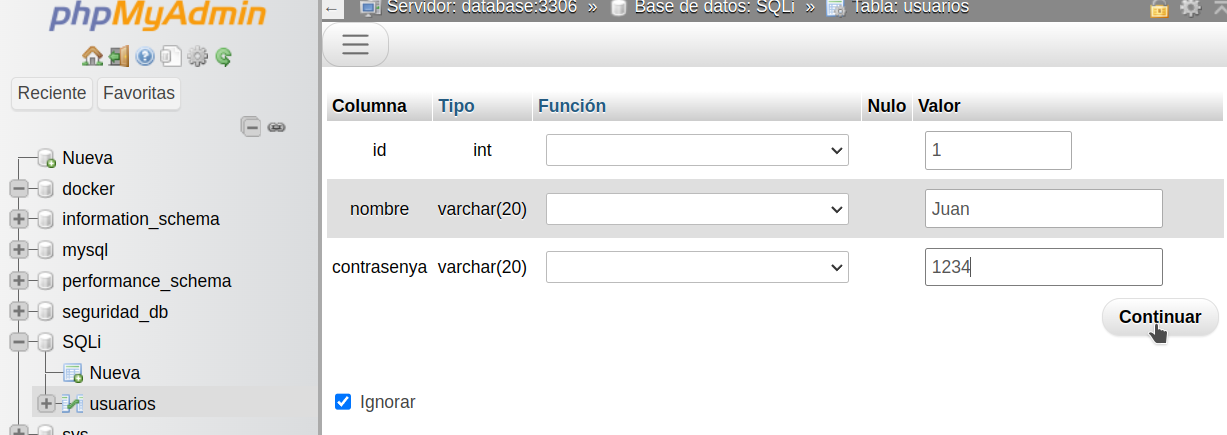 phpMyAdmin
Reciente Favoritas
Nueva
docker
information_schema
mysql
performance_schema
seguridad_db
SQLi
Nueva
usuarios
sys
Servidor: database:3306 » Base de datos: SQLi » Tabla: usuarios
Columna Tipo Función Nulo Valor
id int 1
nombre varchar(20) Juan
contrasenya varchar(20) 1234
Continuar
Ignorar